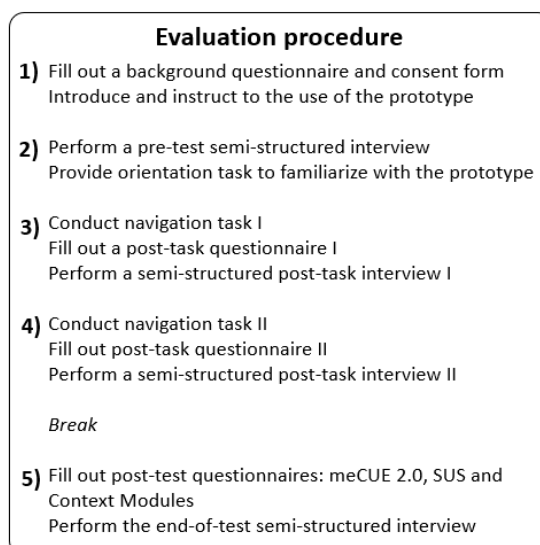 Evaluation procedure
1) Fill out a background questionnaire and consent form
Introduce and instruct to the use of the prototype
2) Perform a pre-test semi-structured interview
Provide orientation task to familiarize with the prototype
3) Conduct navigation task I
Fill out a post-task questionnaire I
Perform a semi-structured post-task interview I
4) Conduct navigation task II
Fill out post-task questionnaire II
Perform a semi-structured post-task interview II
Break
5) Fill out post-test questionnaires: meCUE 2.0, SUS and
Context Modules
Perform the end-of-test semi-structured interview